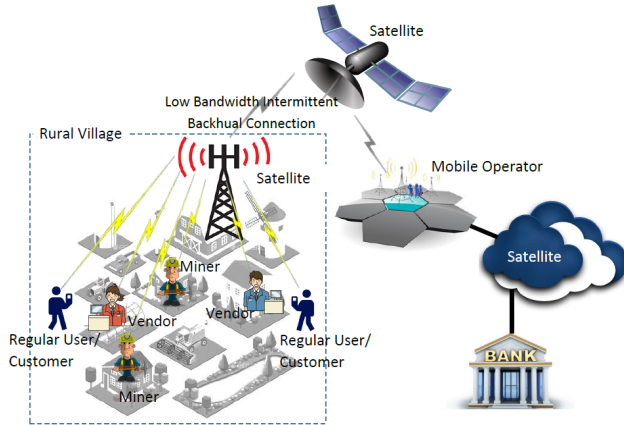 Satellite
Low Bandwidth Intermittent
Backhual Connection
Rural Village
Satellite
Mobile Operator
Satellite
Miner
Vendor
Vendor
Regular User/
Customer
Regular User/
Customer
Miner
BANK